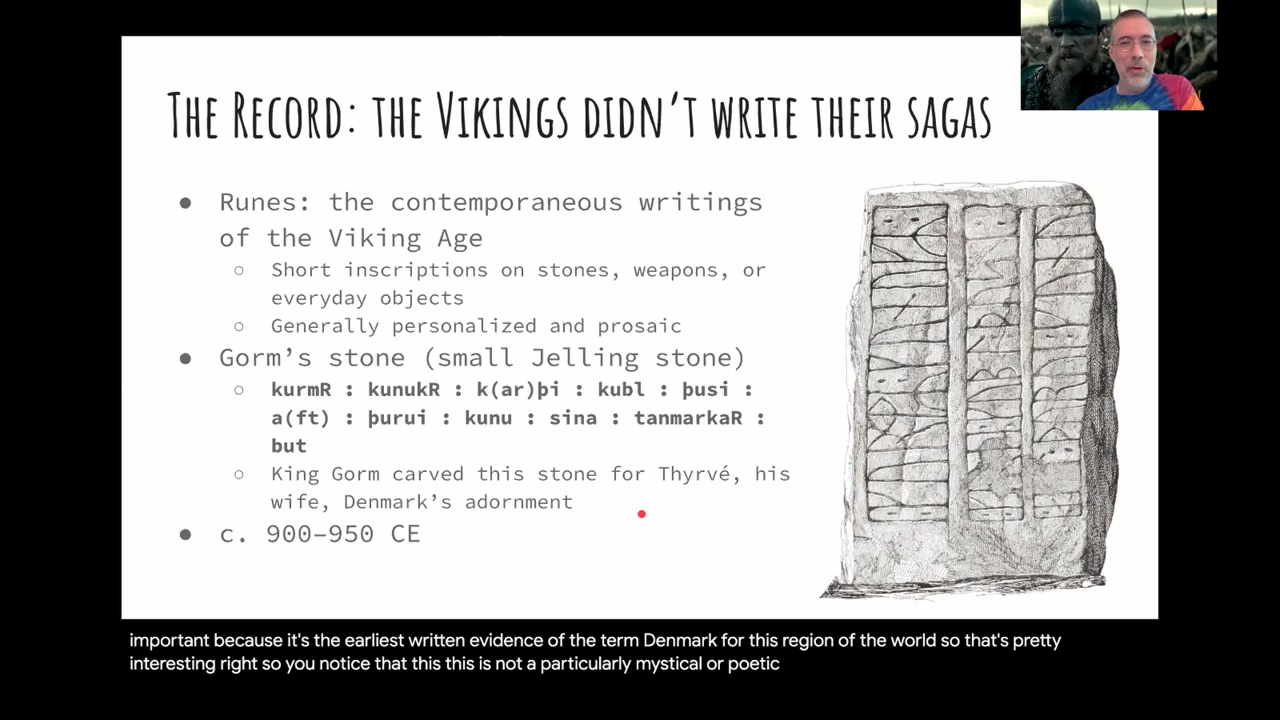 The Record: the Vikings didn't write their sagas
● Runes: the contemporaneous writings
of the Viking Age
○ Short inscriptions on stones, weapons, or
everyday objects
○ Generally personalized and prosaic
● Gorm's stone (small Jelling stone)
○ kurmR : kunukR : k(ar)þi : kubl : þusi :
a(ft) : þurui : kunu : sina : tanmarkaR :
but
○ King Gorm carved this stone for Thyrvé, his
wife, Denmark's adornment
● c. 900–950 CE
important because it's the earliest written evidence of the term Denmark for this region of the world so that's pretty
interesting right so you notice that this this is not a particularly mystical or poetic